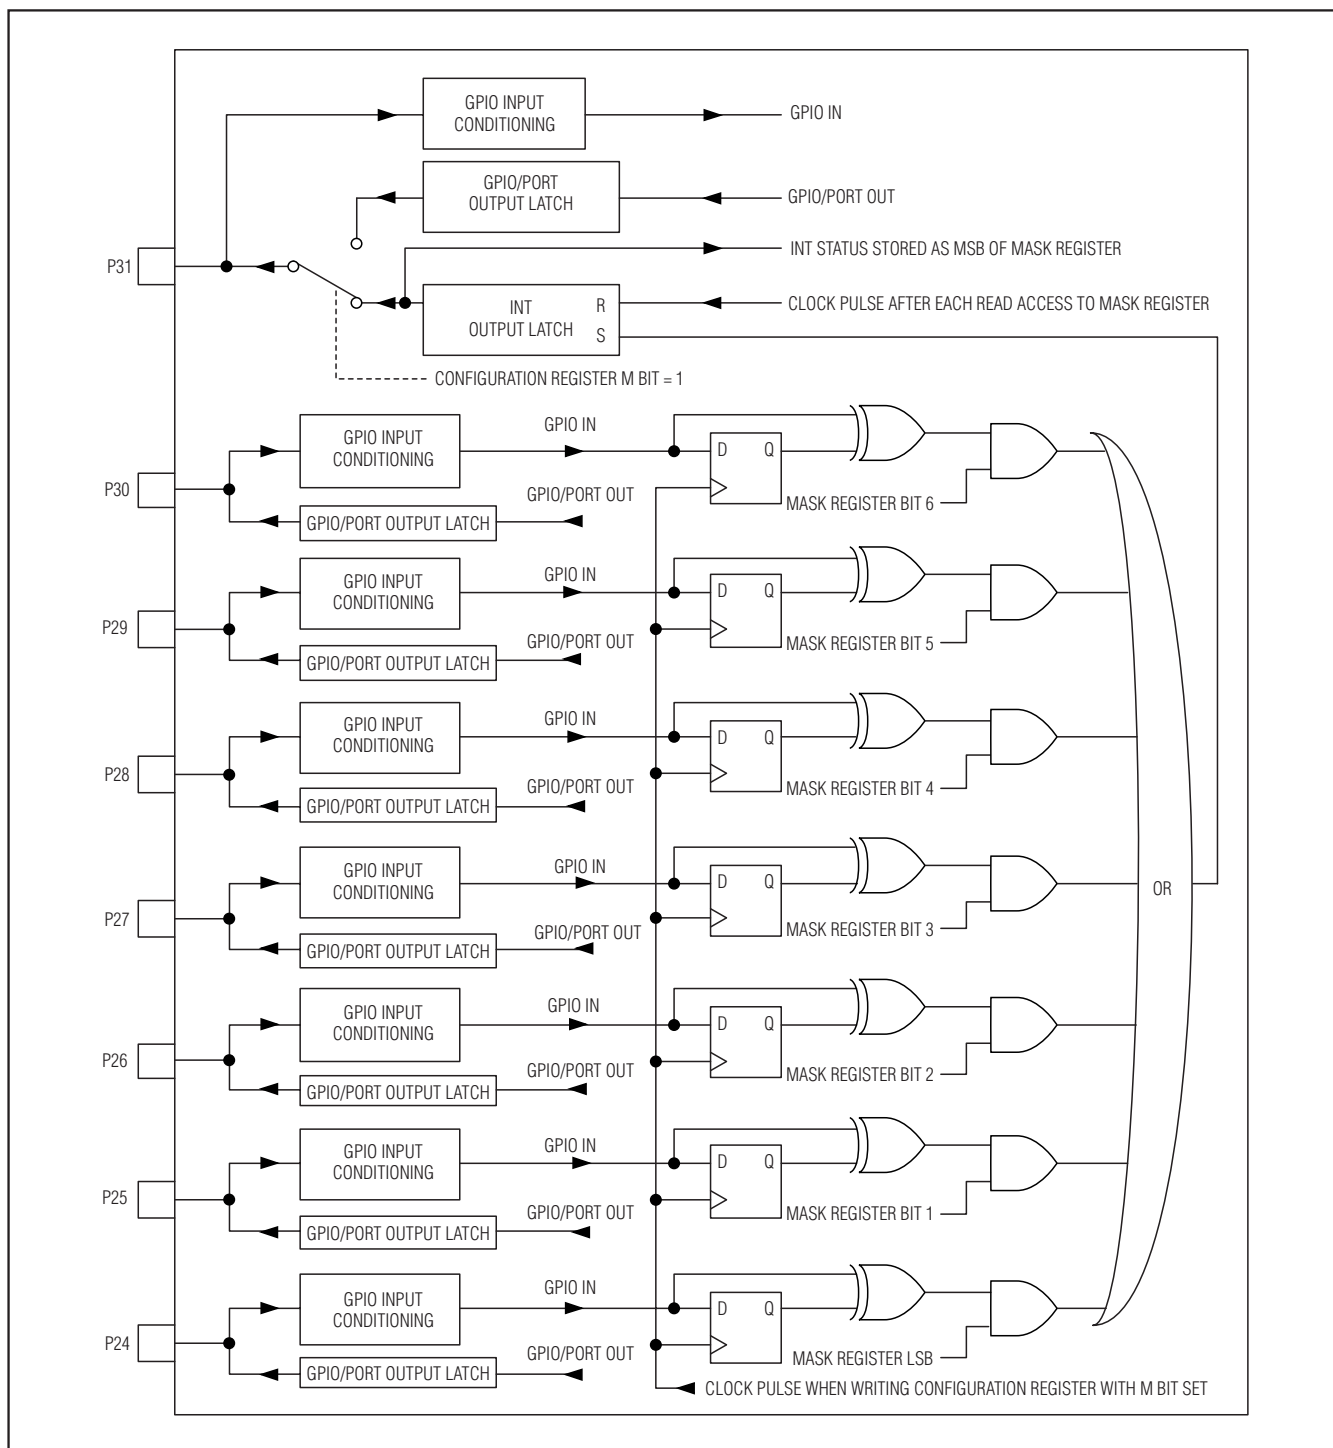 GPIO INPUT
CONDITIONING
GPIO IN
GPIO/PORT
OUTPUT LATCH
GPIO/PORT OUT
INT STATUS STORED AS MSB OF MASK REGISTER
P31
INT
OUTPUT LATCH
R
S
CLOCK PULSE AFTER EACH READ ACCESS TO MASK REGISTER
CONFIGURATION REGISTER M BIT = 1
P30
GPIO INPUT
CONDITIONING
GPIO IN
GPIO/PORT OUTPUT LATCH
GPIO/PORT OUT
D Q
MASK REGISTER BIT 6
P29
GPIO INPUT
CONDITIONING
GPIO IN
GPIO/PORT OUTPUT LATCH
GPIO/PORT OUT
D Q
MASK REGISTER BIT 5
P28
GPIO INPUT
CONDITIONING
GPIO IN
GPIO/PORT OUTPUT LATCH
GPIO/PORT OUT
D Q
MASK REGISTER BIT 4
P27
GPIO INPUT
CONDITIONING
GPIO IN
GPIO/PORT OUTPUT LATCH
GPIO/PORT OUT
D Q
MASK REGISTER BIT 3
OR
P26
GPIO INPUT
CONDITIONING
GPIO IN
GPIO/PORT OUTPUT LATCH
GPIO/PORT OUT
D Q
MASK REGISTER BIT 2
P25
GPIO INPUT
CONDITIONING
GPIO IN
GPIO/PORT OUTPUT LATCH
GPIO/PORT OUT
D Q
MASK REGISTER BIT 1
P24
GPIO INPUT
CONDITIONING
GPIO IN
GPIO/PORT OUTPUT LATCH
GPIO/PORT OUT
D Q
MASK REGISTER LSB
CLOCK PULSE WHEN WRITING CONFIGURATION REGISTER WITH M BIT SET